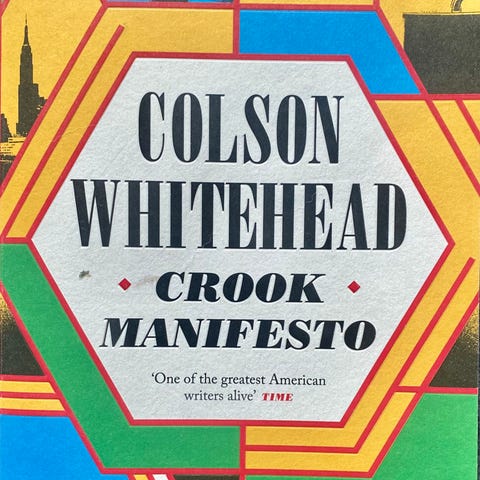 COLSON
WHITEHEAD
CROOK
MANIFESTO
‘One of the greatest American
writers alive’ TIME